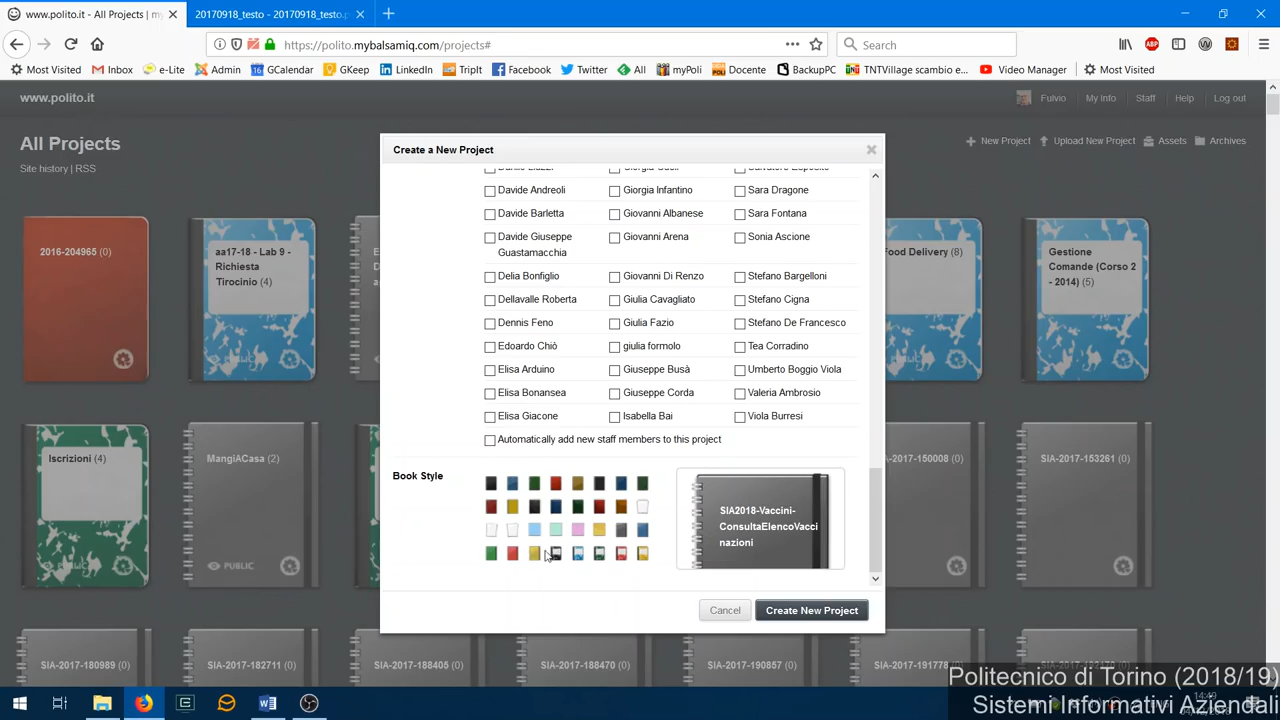 www.polito.it - All Projects | my
20170918_testo - 20170918_testo.p
https://polito.mybalsamiq.com/projects#
Search
Most Visited
Inbox
e-Lite
Admin
GCalendar
GKeep
LinkedIn
TripIt
Facebook
Twitter
All
myPoli
Docente
BackupPC
TNTVillage scambio e...
Video Manager
Most Visited
www.polito.it
Fulvio
My info
Staff
Help
Log out
All Projects
New Project
Upload New Project
Assets
Archives
Site history | RSS
Create a New Project
Davide Andreoli
Giorgia Infantino
Sara Dragone
Davide Barletta
Giovanni Albanese
Sara Fontana
Davide Giuseppe
Guastamacchia
Giovanni Arena
Sonia Ascione
Delia Bonfiglio
Giovanni Di Renzo
Stefano Bargelloni
Dellavalle Roberta
Giulia Cavagliato
Stefano Cigna
Dennis Feno
Giulia Fazio
Stefano De Francesco
Edoardo Chiò
giulia formolo
Tea Corradino
Elisa Arduino
Giuseppe Busà
Umberto Boggio Viola
Elisa Bonansea
Giuseppe Corda
Valeria Ambrosio
Elisa Giacone
Isabella Bai
Viola Burresi
Automatically add new staff members to this project
Book Style
SIA2018-Vaccini-
ConsultaElencoVacci
nazioni
Cancel
Create New Project
2016-204965 (0)
aa17-18 - Lab 9 -
Richiesta
Tirocinio (4)
Food Delivery (8)
Gestione
Comande (Corso 2
- 2014) (5)
Iscrizioni (4)
MangiACasa (2)
PUBLIC
SIA-2017-153261 (0)
PUBLIC
SIA-2017-180989 (0)
SIA-2017-182711 (0)
SIA-2017-188405 (0)
SIA-2017-188470 (0)
SIA-2017-190857 (0)
SIA-2017-191778
Politecnico di Torino (2018/19)
Sistemi Informativi Aziendali